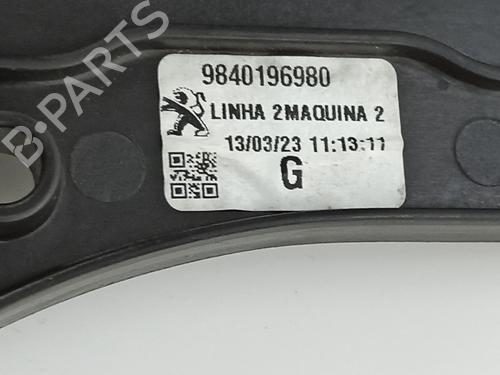 9840196980
LINHA 2MAQUINA 2
13/03/23 11:13:11
G
B-PARTS